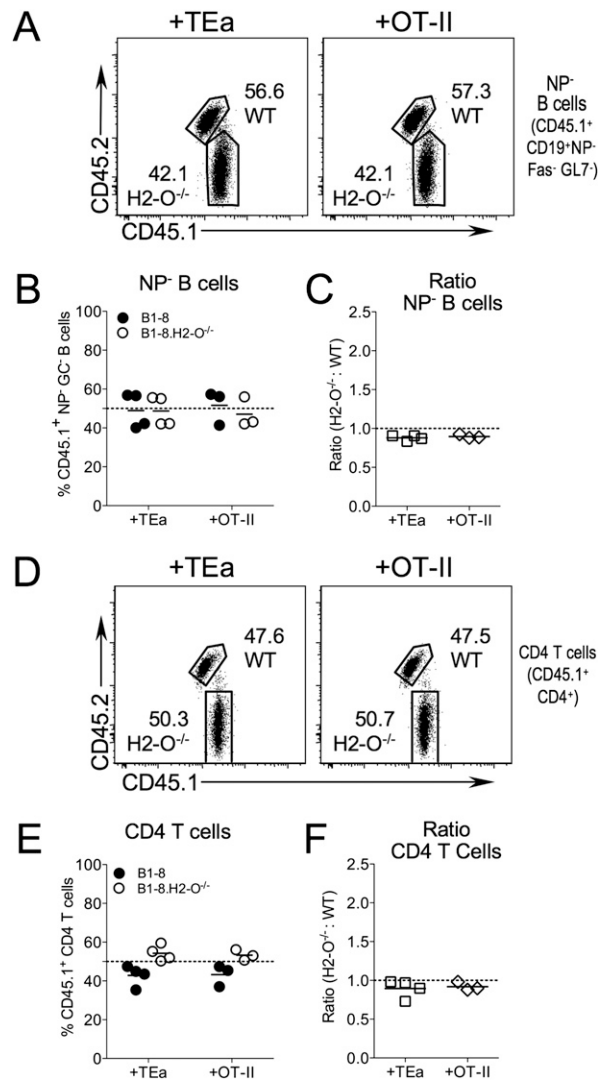 A
+TEa
+OT-II
56.6
WT
42.1
H2-O-/-
57.3
WT
42.1
H2-O-/-
CD45.2
CD45.1
NP-
B cells
(CD45.1+
CD19+NP-
Fas- GL7-)
B
NP- B cells
B1-8
B1-8.H2-O-/-
% CD45.1+ NP- GC- B cells
100
80
60
40
20
0
+TEa
+OT-II
C
Ratio
NP- B cells
Ratio (H2-O-/-: WT)
2.5
2.0
1.5
1.0
0.5
0.0
+TEa
+OT-II
D
+TEa
+OT-II
47.6
WT
50.3
H2-O-/-
47.5
WT
50.7
H2-O-/-
CD45.2
CD45.1
CD4 T cells
(CD45.1+
CD4+)
E
CD4 T cells
B1-8
B1-8.H2-O-/-
% CD45.1+ CD4 T cells
100
80
60
40
20
0
+TEa
+OT-II
F
Ratio
CD4 T Cells
Ratio (H2-O-/-: WT)
2.5
2.0
1.5
1.0
0.5
0.0
+TEa
+OT-II